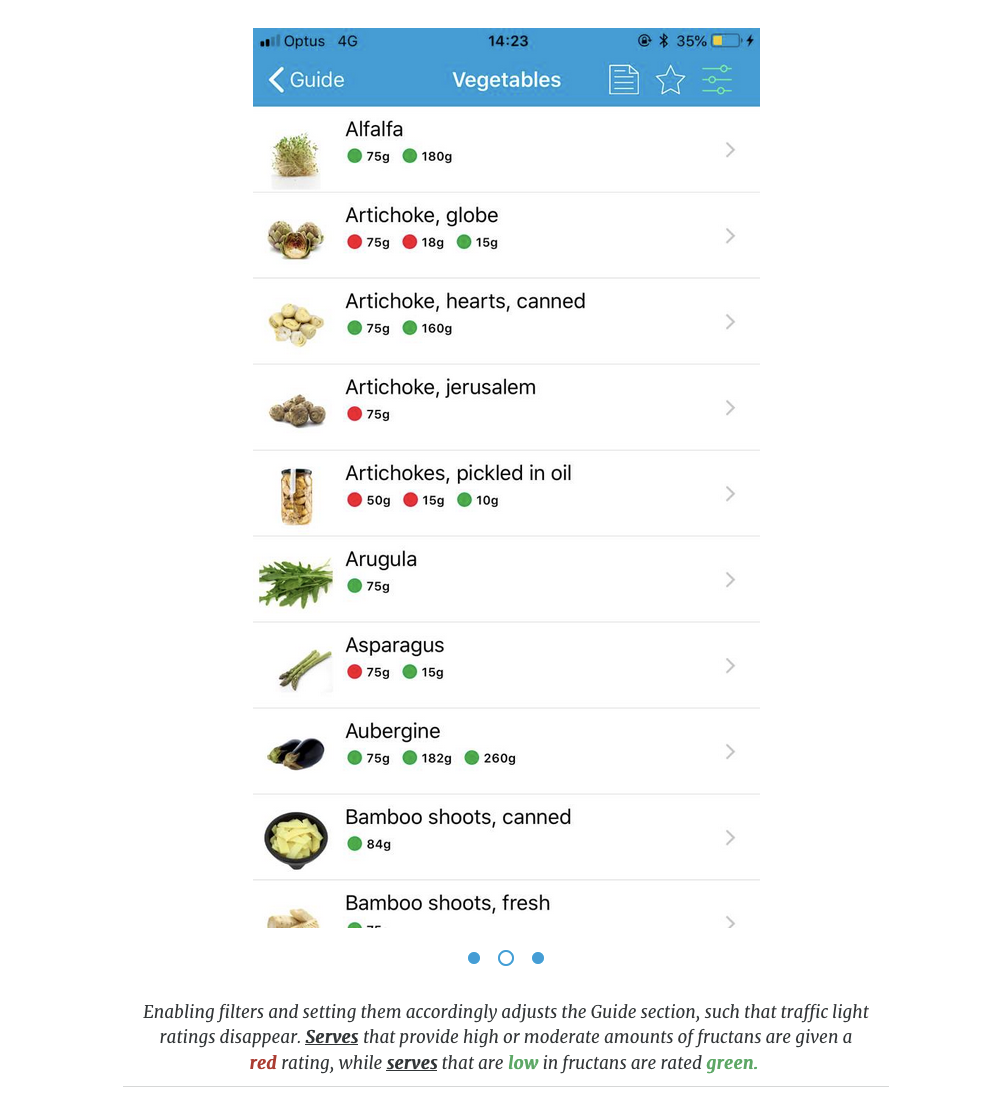 Optus 4G 14:23 35%
Guide Vegetables
Alfalfa
75g 180g
Artichoke, globe
75g 18g 15g
Artichoke, hearts, canned
75g 160g
Artichoke, jerusalem
75g
Artichokes, pickled in oil
50g 15g 10g
Arugula
75g
Asparagus
75g 15g
Aubergine
75g 182g 260g
Bamboo shoots, canned
84g
Bamboo shoots, fresh
Enabling filters and setting them accordingly adjusts the Guide section, such that traffic light
ratings disappear. Serves that provide high or moderate amounts of fructans are given a
red rating, while serves that are low in fructans are rated green.